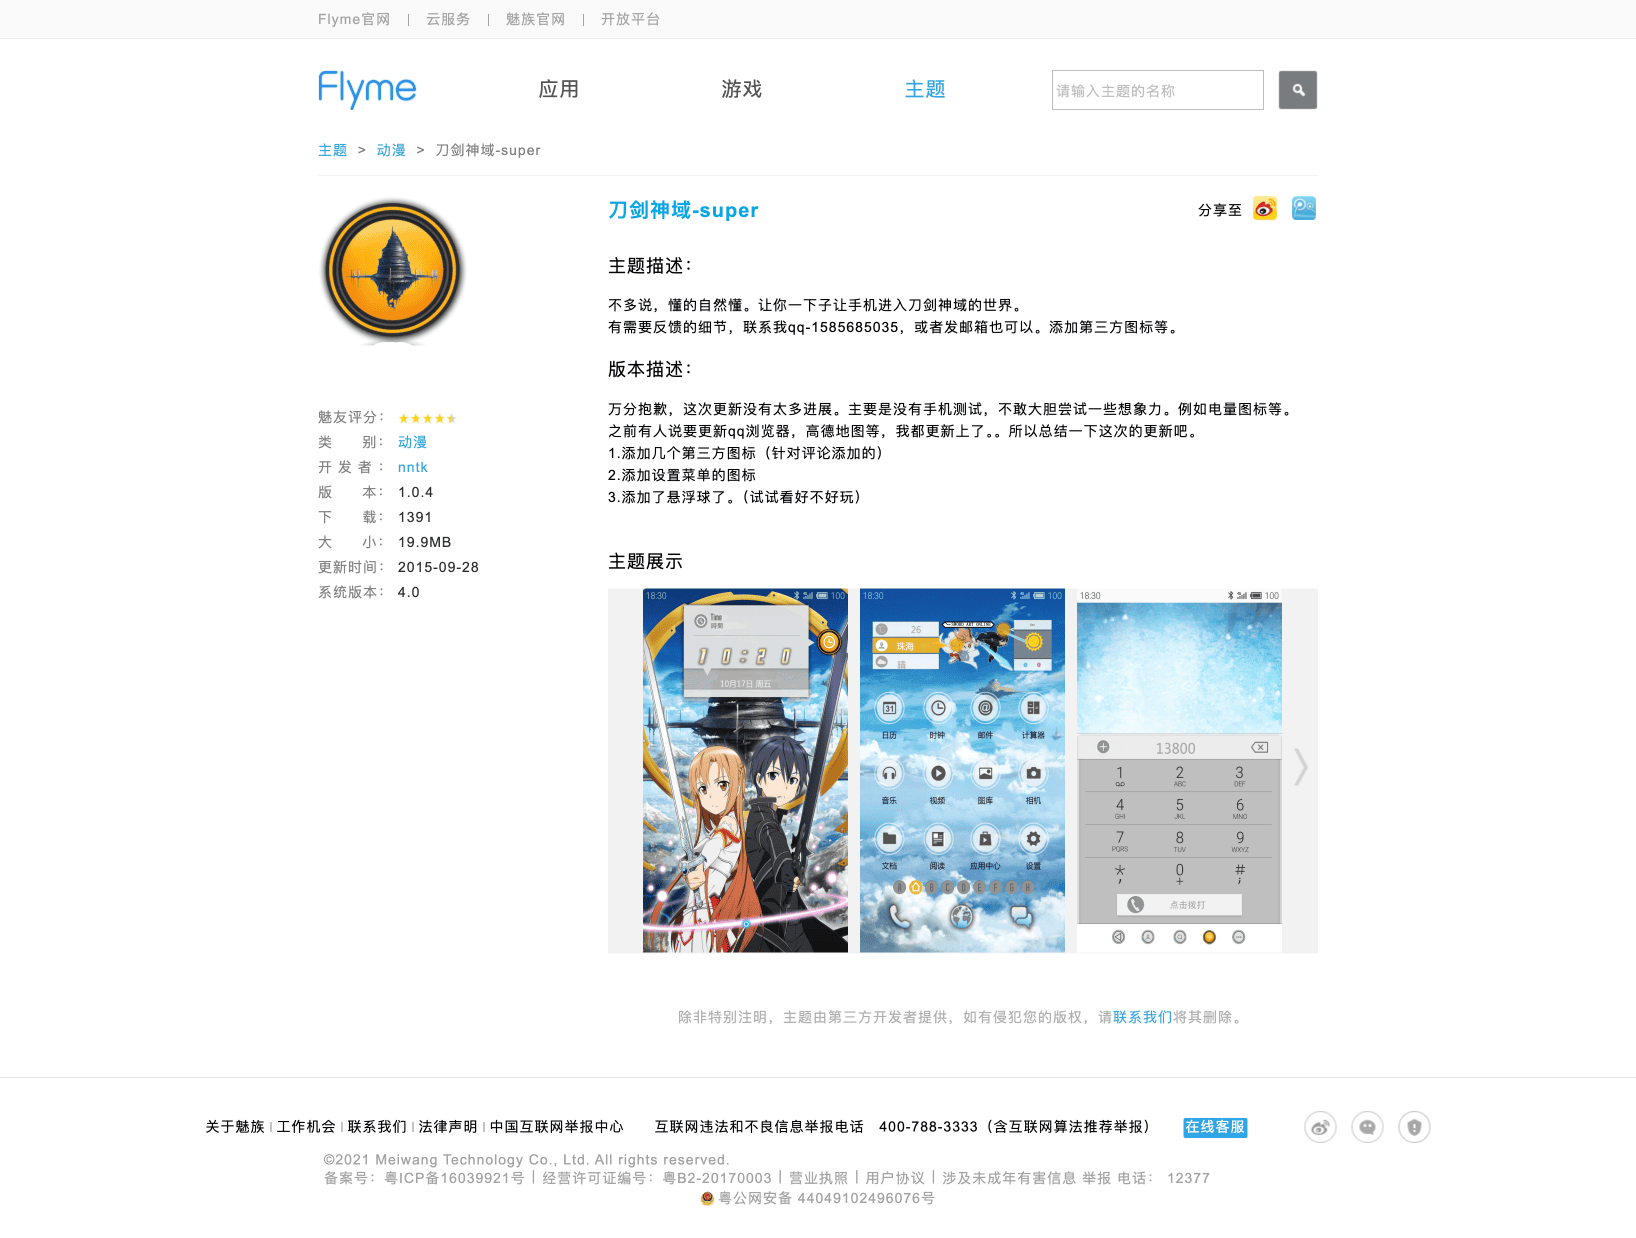 Flyme官网 | 云服务 | 魅族官网 | 开放平台
Flyme 应用 游戏 主题 请输入主题的名称
主题 > 动漫 > 刀剑神域-super
刀剑神域-super 分享至
主题描述：
不多说，懂的自然懂。让你一下子让手机进入刀剑神域的世界。
有需要反馈的细节，联系我qq-1585685035，或者发邮箱也可以。添加第三方图标等。
版本描述：
万分抱歉，这次更新没有太多进展。主要是没有手机测试，不敢大胆尝试一些想象力。例如电量图标等。
之前有人说要更新qq浏览器，高德地图等，我都更新上了。。所以总结一下这次的更新吧。
1.添加几个第三方图标（针对评论添加的）
2.添加设置菜单的图标
3.添加了悬浮球了。（试试看好不好玩）
魅友评分：
类 别： 动漫
开 发 者 ： nntk
版 本： 1.0.4
下 载： 1391
大 小： 19.9MB
更新时间： 2015-09-28
系统版本： 4.0
主题展示
18:30 100
Time
時刻
10:20
10月17日 周五
18:30 100
26
珠海
晴
SWORD ART ONLINE
31
日历 时钟 邮件 计算器
音乐 视频 图库 相机
文档 阅读 应用中心 设置
B C D E F G H
18:30 100
13800
1 2 3
ABC DEF
4 5 6
GHI JKL MNO
7 8 9
PQRS TUV WXYZ
* 0 #
, + ;
点击拨打
除非特别注明，主题由第三方开发者提供，如有侵犯您的版权，请联系我们将其删除。
关于魅族 | 工作机会 | 联系我们 | 法律声明 | 中国互联网举报中心 互联网违法和不良信息举报电话 400-788-3333（含互联网算法推荐举报） 在线客服
©2021 Meiwang Technology Co., Ltd. All rights reserved.
备案号：粤ICP备16039921号 | 经营许可证编号：粤B2-20170003 | 营业执照 | 用户协议 | 涉及未成年有害信息 举报 电话： 12377
粤公网安备 44049102496076号